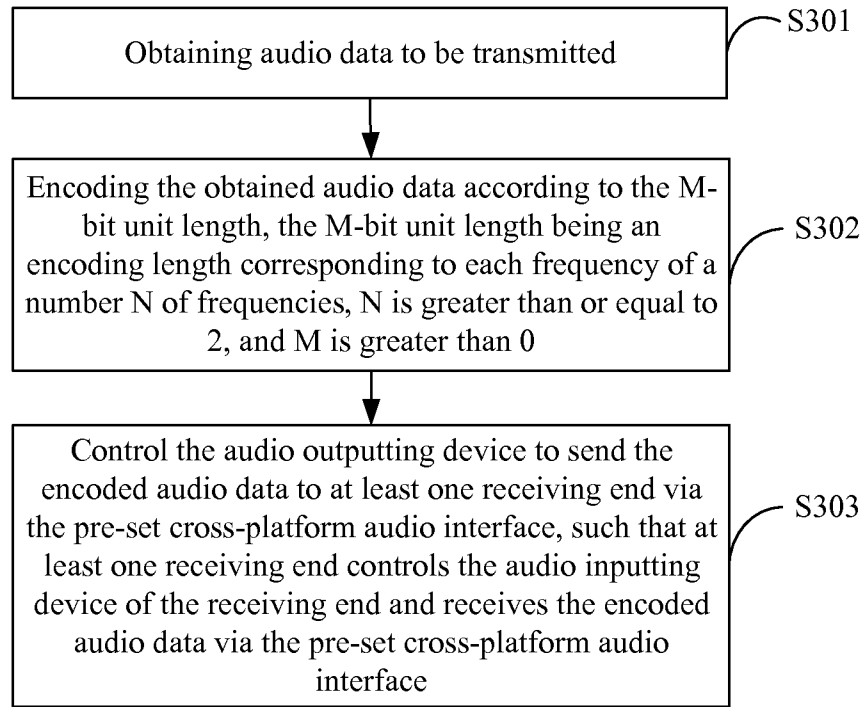 Obtaining audio data to be transmitted
S301
Encoding the obtained audio data according to the M-
bit unit length, the M-bit unit length being an
encoding length corresponding to each frequency of a
number N of frequencies, N is greater than or equal to
2, and M is greater than 0
S302
Control the audio outputting device to send the
encoded audio data to at least one receiving end via
the pre-set cross-platform audio interface, such that at
least one receiving end controls the audio inputting
device of the receiving end and receives the encoded
audio data via the pre-set cross-platform audio
interface
S303